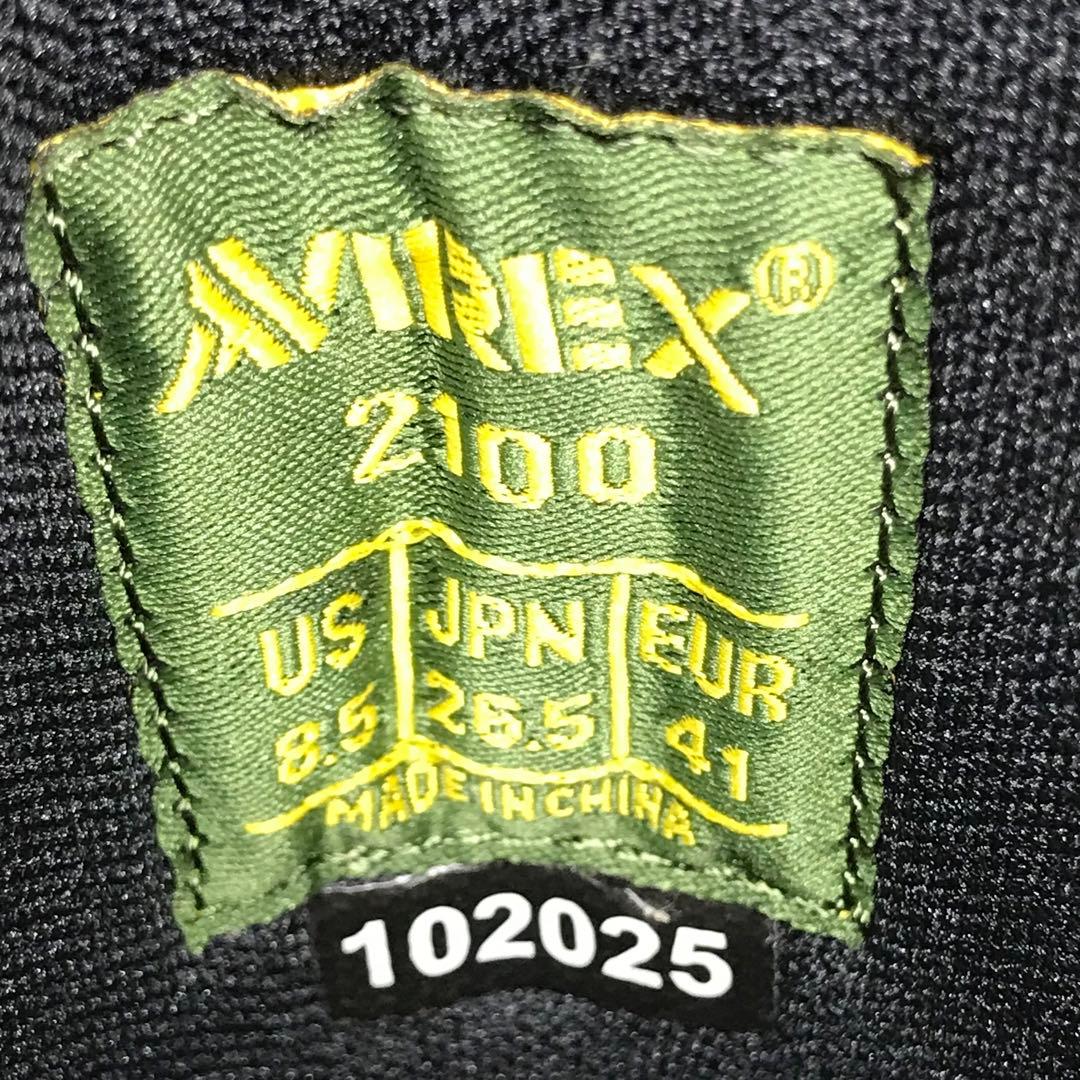 AVIREX®
2100
US JPN EUR
8.5 26.5 41
MADE IN CHINA
102025